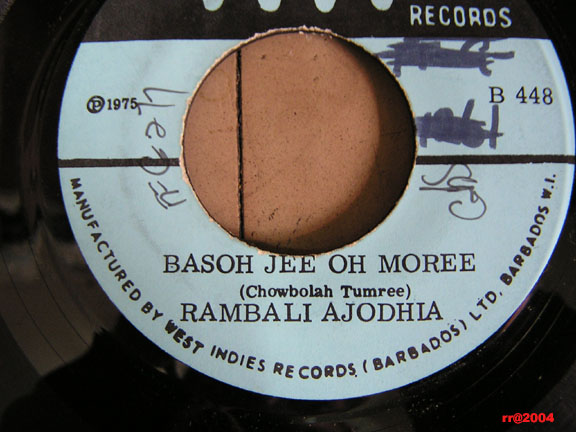 RECORDS
℗ 1975
B 448
BASOH JEE OH MOREE
(Chowbolah Tumree)
RAMBALI AJODHIA
MANUFACTURED BY WEST INDIES RECORDS (BARBADOS) LTD, BARBADOS W.I.
rr@2004